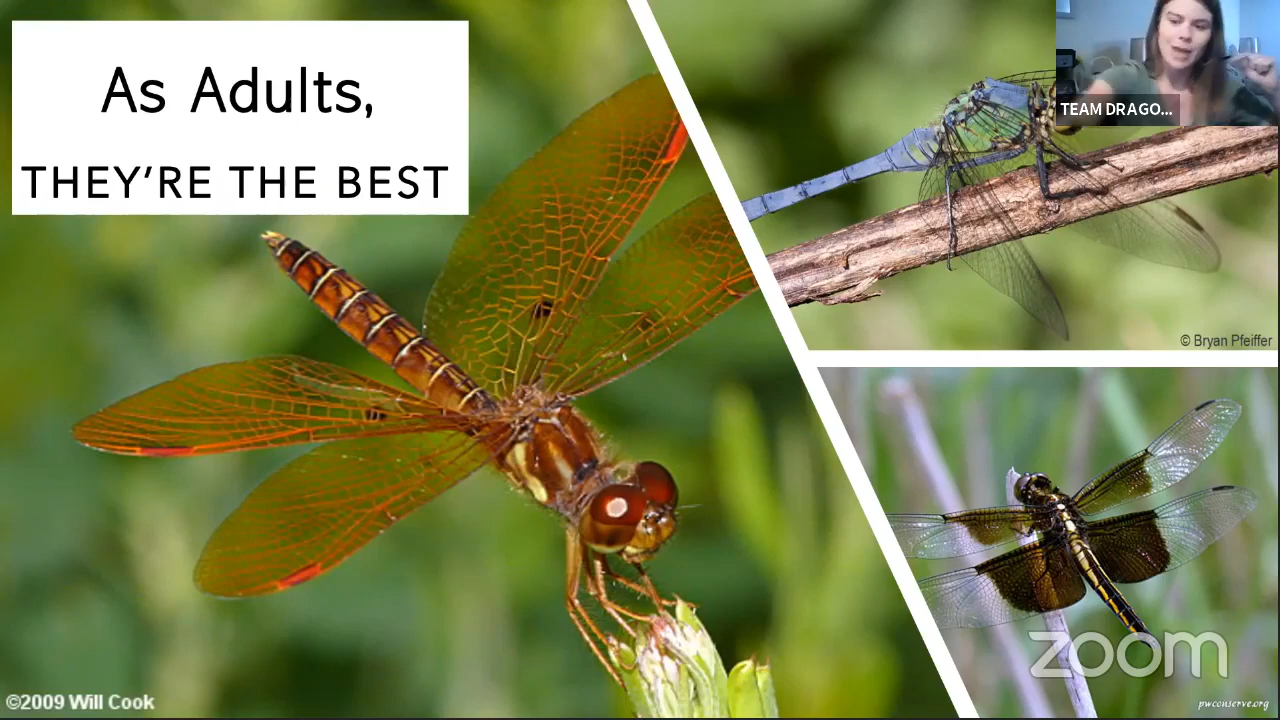 As Adults,
THEY'RE THE BEST
TEAM DRAGO...
© Bryan Pfeiffer
zoom
©2009 Will Cook
pwconserve.org